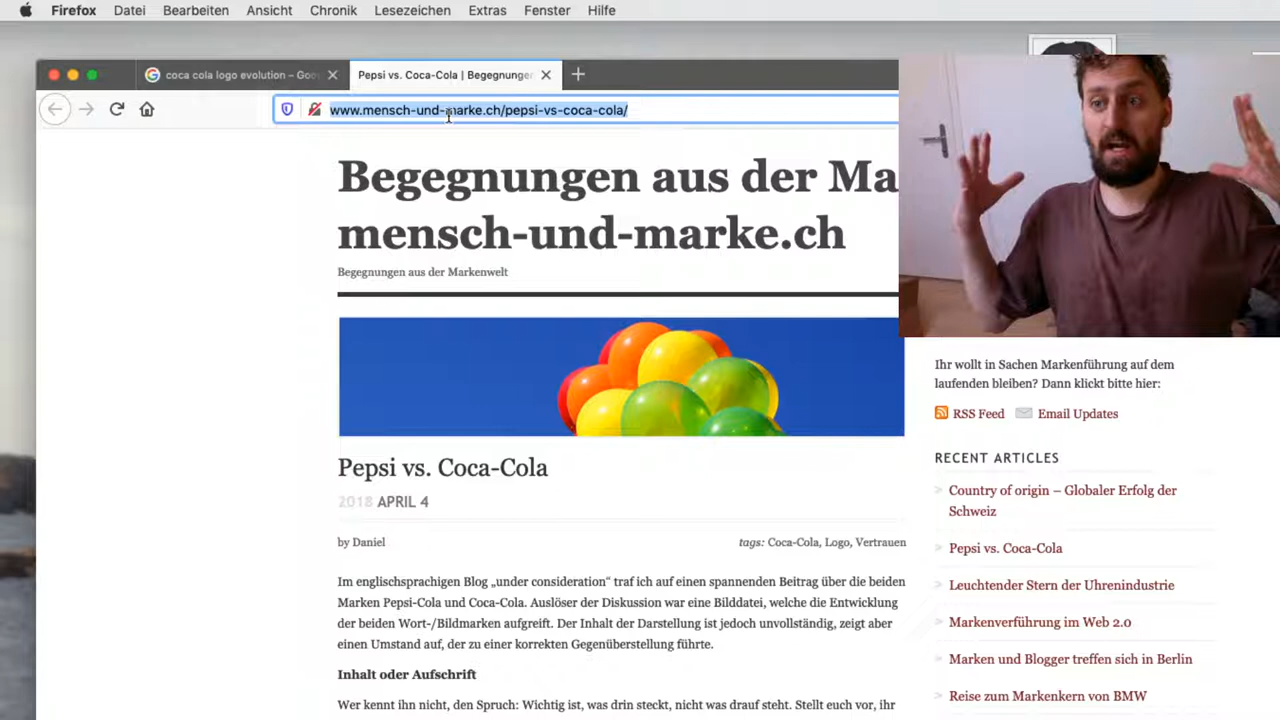 Firefox Datei Bearbeiten Ansicht Chronik Lesezeichen Extras Fenster Hilfe
coca cola logo evolution – Goo
Pepsi vs. Coca-Cola | Begegnungen
www.mensch-und-marke.ch/pepsi-vs-coca-cola/
Begegnungen aus der Ma
mensch-und-marke.ch
Begegnungen aus der Markenwelt
Pepsi vs. Coca-Cola
2018 APRIL 4
by Daniel
tags: Coca-Cola, Logo, Vertrauen
Im englischsprachigen Blog „under consideration“ traf ich auf einen spannenden Beitrag über die beiden
Marken Pepsi-Cola und Coca-Cola. Auslöser der Diskussion war eine Bilddatei, welche die Entwicklung
der beiden Wort-/Bildmarken aufgreift. Der Inhalt der Darstellung ist jedoch unvollständig, zeigt aber
einen Umstand auf, der zu einer korrekten Gegenüberstellung führte.
Inhalt oder Aufschrift
Wer kennt ihn nicht, den Spruch: Wichtig ist, was drin steckt, nicht was drauf steht. Stellt euch vor, ihr
Ihr wollt in Sachen Markenführung auf dem
laufenden bleiben? Dann klickt bitte hier:
RSS Feed Email Updates
RECENT ARTICLES
Country of origin – Globaler Erfolg der
Schweiz
Pepsi vs. Coca-Cola
Leuchtender Stern der Uhrenindustrie
Markenverführung im Web 2.0
Marken und Blogger treffen sich in Berlin
Reise zum Markenkern von BMW